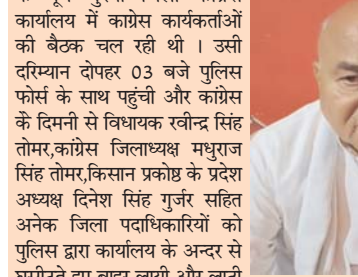 कार्यालय में कांग्रेस कार्यकर्ताओं
की बैठक चल रही थी । उसी
दरिम्यान दोपहर 03 बजे पुलिस
फोर्स के साथ पहुंची और कांग्रेस
के दिमनी से विधायक रवीन्द्र सिंह
तोमर,कांग्रेस जिलाध्यक्ष मधुराज
सिंह तोमर,किसान प्रकोष्ठ के प्रदेश
अध्यक्ष दिनेश सिंह गुर्जर सहित
अनेक जिला पदाधिकारियों को
पुलिस द्वारा कार्यालय के अन्दर से